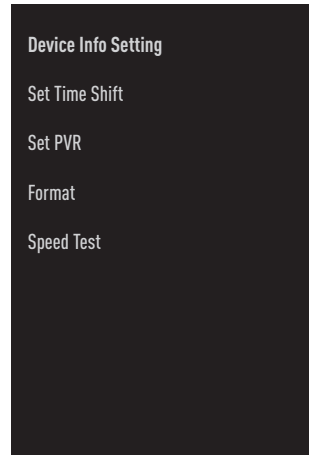 Device Info Setting
Set Time Shift
Set PVR
Format
Speed Test